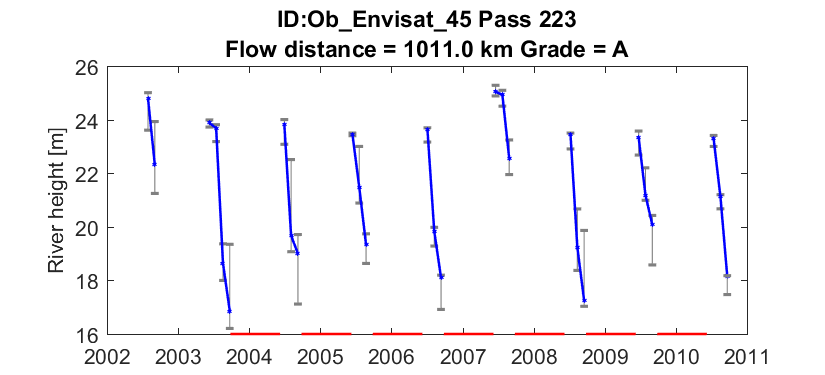 ID:Ob_Envisat_45 Pass 223
Flow distance = 1011.0 km Grade = A
River height [m]
26
24
22
20
18
16
2002 2003 2004 2005 2006 2007 2008 2009 2010 2011